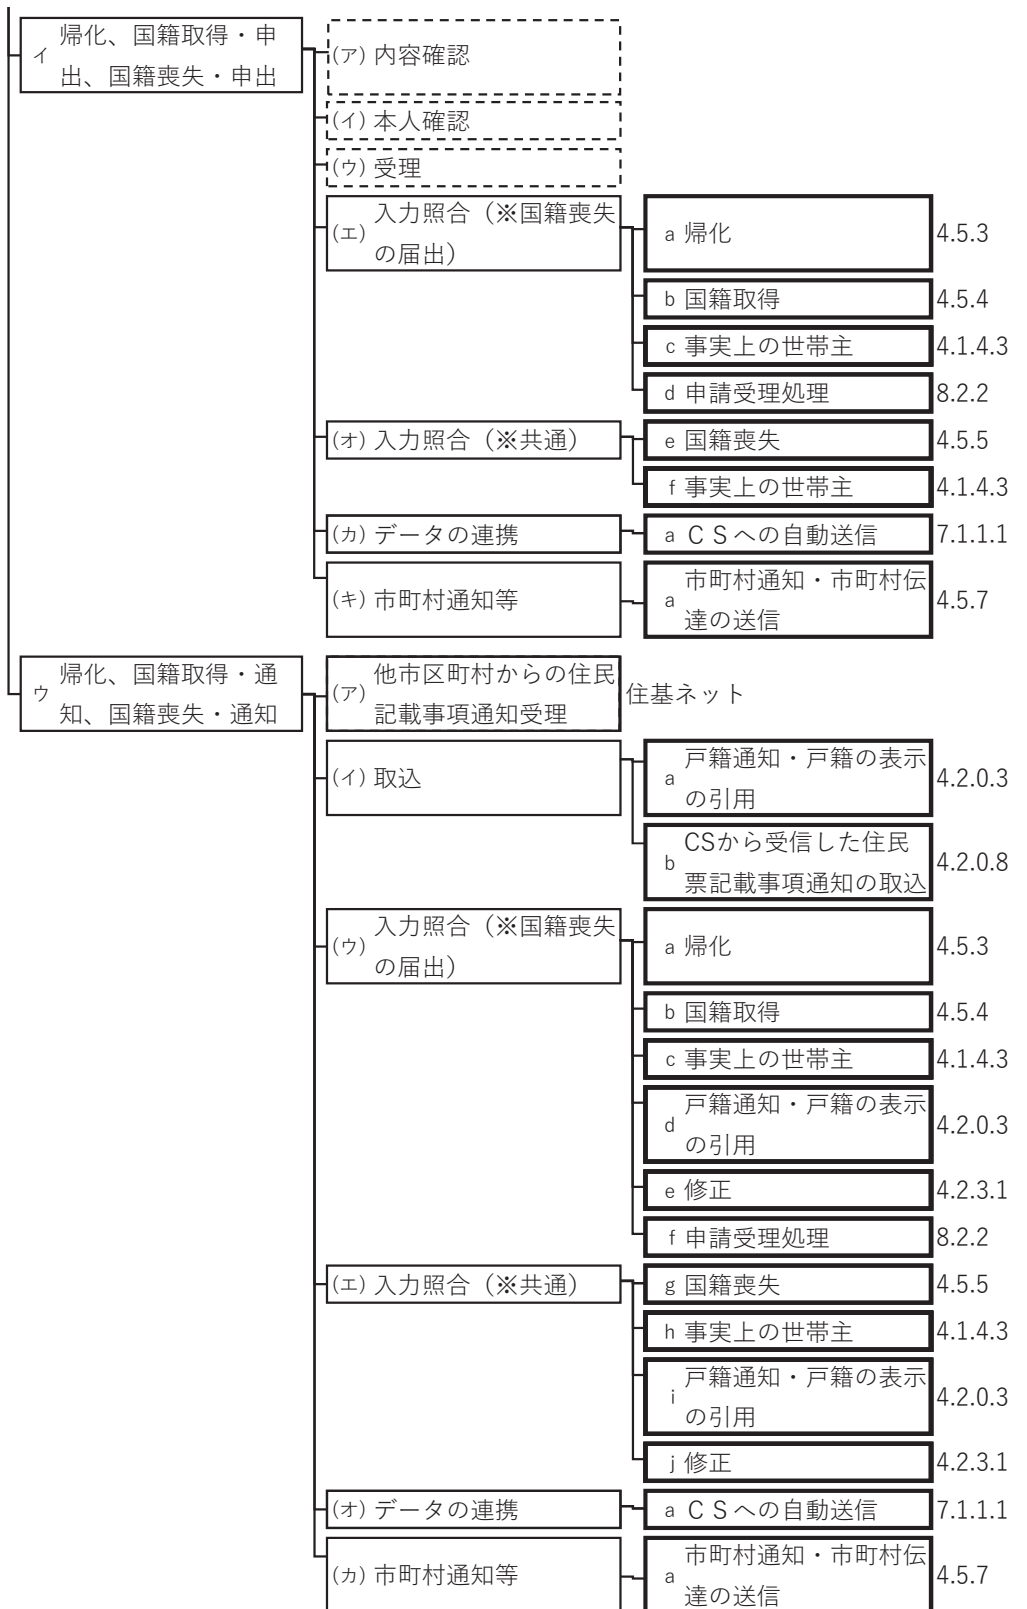 イ 帰化、国籍取得・申
出、国籍喪失・申出
(ア) 内容確認
(イ) 本人確認
(ウ) 受理
(エ) 入力照合（※国籍喪失
の届出）
a 帰化 4.5.3
b 国籍取得 4.5.4
c 事実上の世帯主 4.1.4.3
d 申請受理処理 8.2.2
(オ) 入力照合（※共通）
e 国籍喪失 4.5.5
f 事実上の世帯主 4.1.4.3
(カ) データの連携
a ＣＳへの自動送信 7.1.1.1
(キ) 市町村通知等
a 市町村通知・市町村伝
達の送信 4.5.7
ウ 帰化、国籍取得・通
知、国籍喪失・通知
(ア) 他市区町村からの住民
記載事項通知受理
住基ネット
(イ) 取込
a 戸籍通知・戸籍の表示
の引用 4.2.0.3
b CSから受信した住民
票記載事項通知の取込 4.2.0.8
(ウ) 入力照合（※国籍喪失
の届出）
a 帰化 4.5.3
b 国籍取得 4.5.4
c 事実上の世帯主 4.1.4.3
d 戸籍通知・戸籍の表示
の引用 4.2.0.3
e 修正 4.2.3.1
f 申請受理処理 8.2.2
(エ) 入力照合（※共通）
g 国籍喪失 4.5.5
h 事実上の世帯主 4.1.4.3
i 戸籍通知・戸籍の表示
の引用 4.2.0.3
j 修正 4.2.3.1
(オ) データの連携
a ＣＳへの自動送信 7.1.1.1
(カ) 市町村通知等
a 市町村通知・市町村伝
達の送信 4.5.7